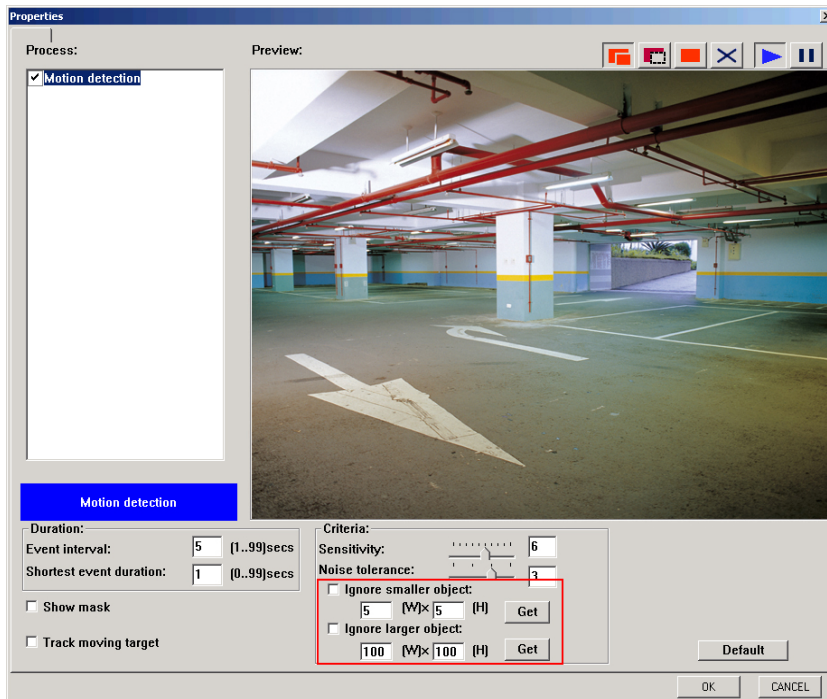 Properties
Process:
Preview:
Motion detection
Motion detection
Duration:
Event interval: 5 (1..99)secs
Shortest event duration: 1 (0..99)secs
Show mask
Track moving target
Criteria:
Sensitivity: 6
Noise tolerance: 3
Ignore smaller object:
5 (W)× 5 (H) Get
Ignore larger object:
100 (W)× 100 (H) Get
Default
OK CANCEL